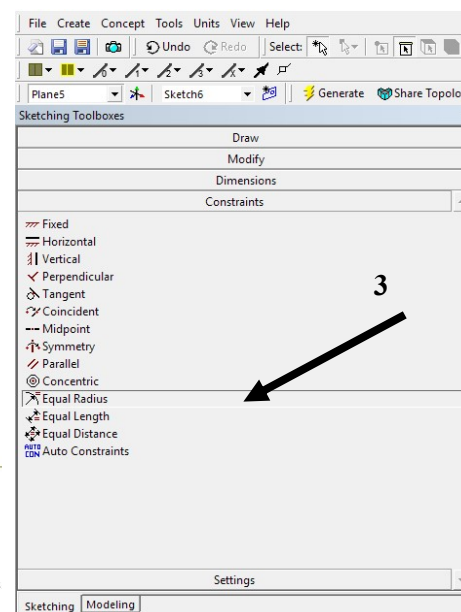 File Create Concept Tools Units View Help
Undo Redo Select:
Plane5 Sketch6 Generate Share Topolo
Sketching Toolboxes
Draw
Modify
Dimensions
Constraints
Fixed
Horizontal
Vertical
Perpendicular
Tangent
Coincident
Midpoint
Symmetry
Parallel
Concentric
Equal Radius
Equal Length
Equal Distance
AUTO CON Auto Constraints
3
Settings
Sketching Modeling